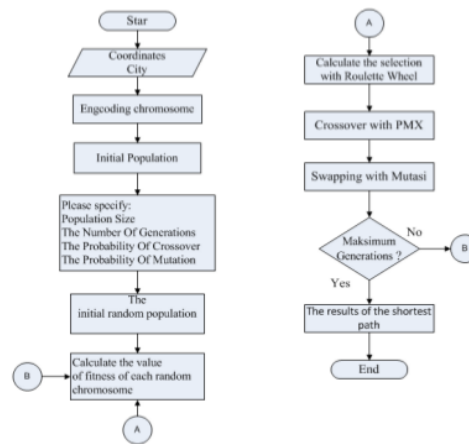 Star
Coordinates
City
Engcoding chromosome
Initial Population
Please specify:
Population Size
The Number Of Generations
The Probability Of Crossover
The Probability Of Mutation
The
initial random population
Calculate the value
of fitness of each random
chromosome
B
A
A
Calculate the selection
with Roulette Wheel
Crossover with PMX
Swapping with Mutasi
Maksimum
Generations ?
No
B
Yes
The results of the shortest
path
End